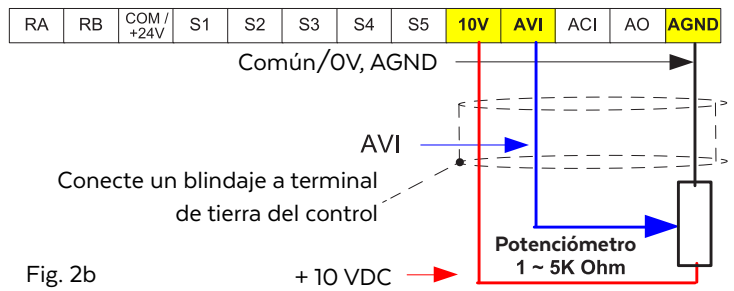 RA RB COM / +24V S1 S2 S3 S4 S5 10V AVI ACI AO AGND
Común/0V, AGND
AVI
Conecte un blindaje a terminal
de tierra del control
Potenciómetro
1 ~ 5K Ohm
Fig. 2b
+ 10 VDC